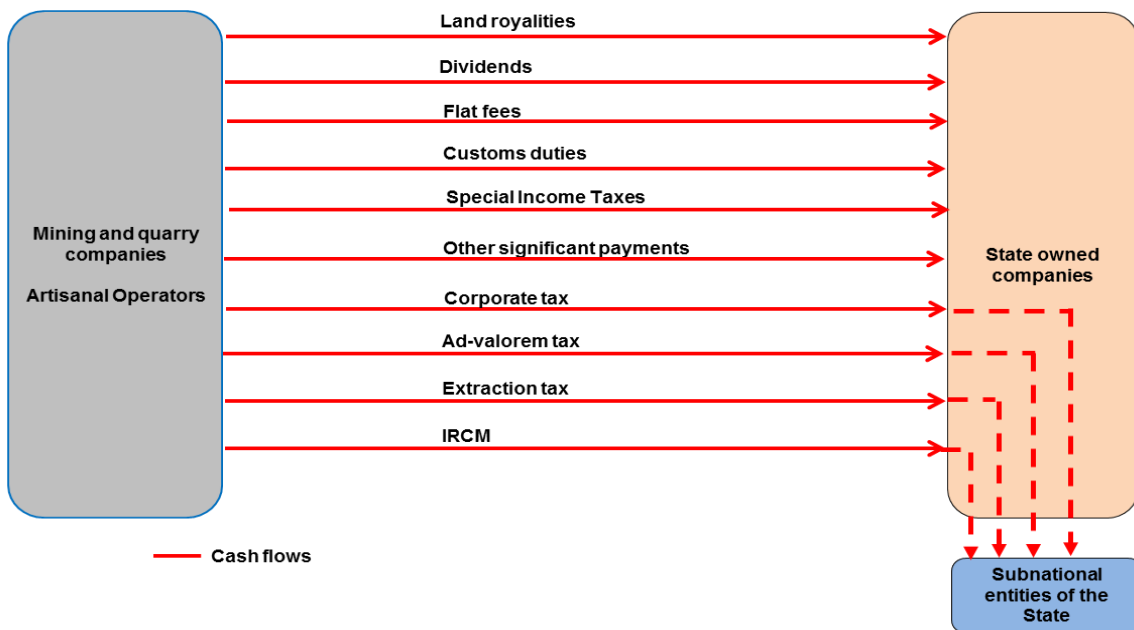 Land royalities
Dividends
Flat fees
Customs duties
Special Income Taxes
Other significant payments
Corporate tax
Ad-valorem tax
Extraction tax
IRCM
Mining and quarry
companies
Artisanal Operators
State owned
companies
Cash flows
Subnational
entities of the
State